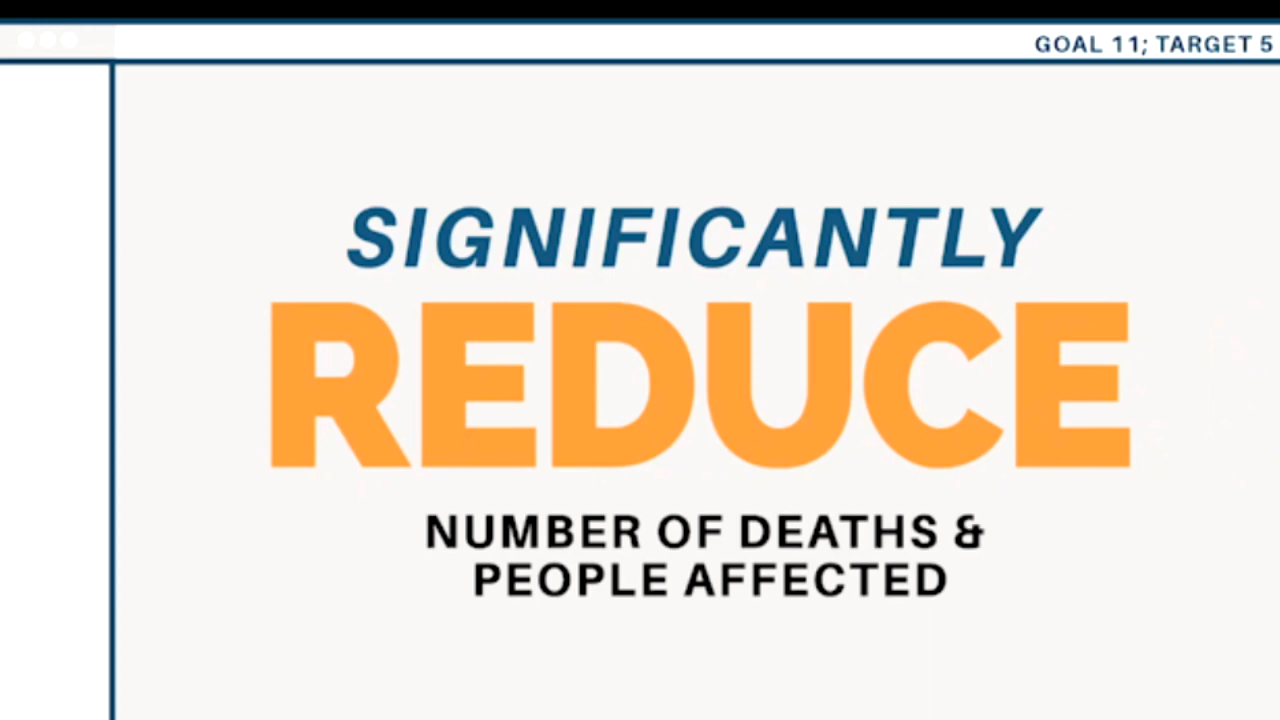 GOAL 11; TARGET 5
SIGNIFICANTLY
REDUCE
NUMBER OF DEATHS &
PEOPLE AFFECTED